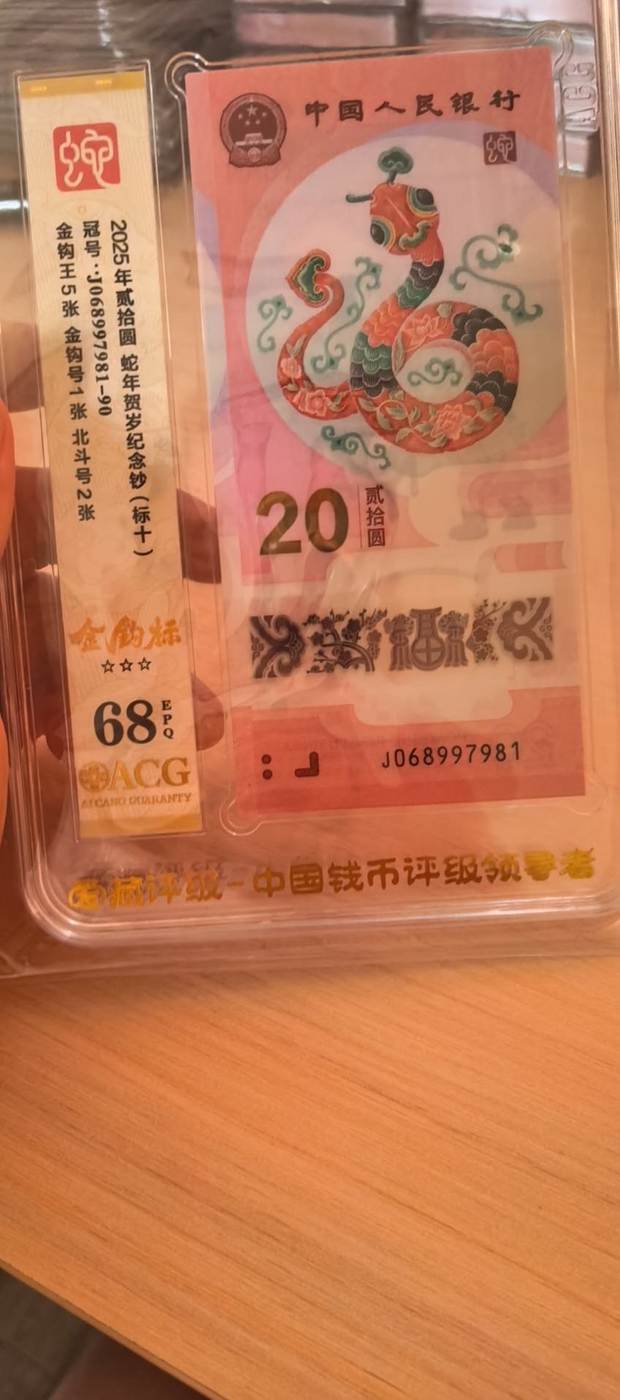 蛇
2025年贰拾圆 蛇年贺岁纪念钞(标十)
冠号:J068997981-90
金钩王5张 金钩号1张 北斗号2张
金钩标
☆☆☆
68 EPQ
ACG
中国人民银行
蛇
20 贰拾圆
J068997981
藏评级-中国钱币评级领导者
ACG